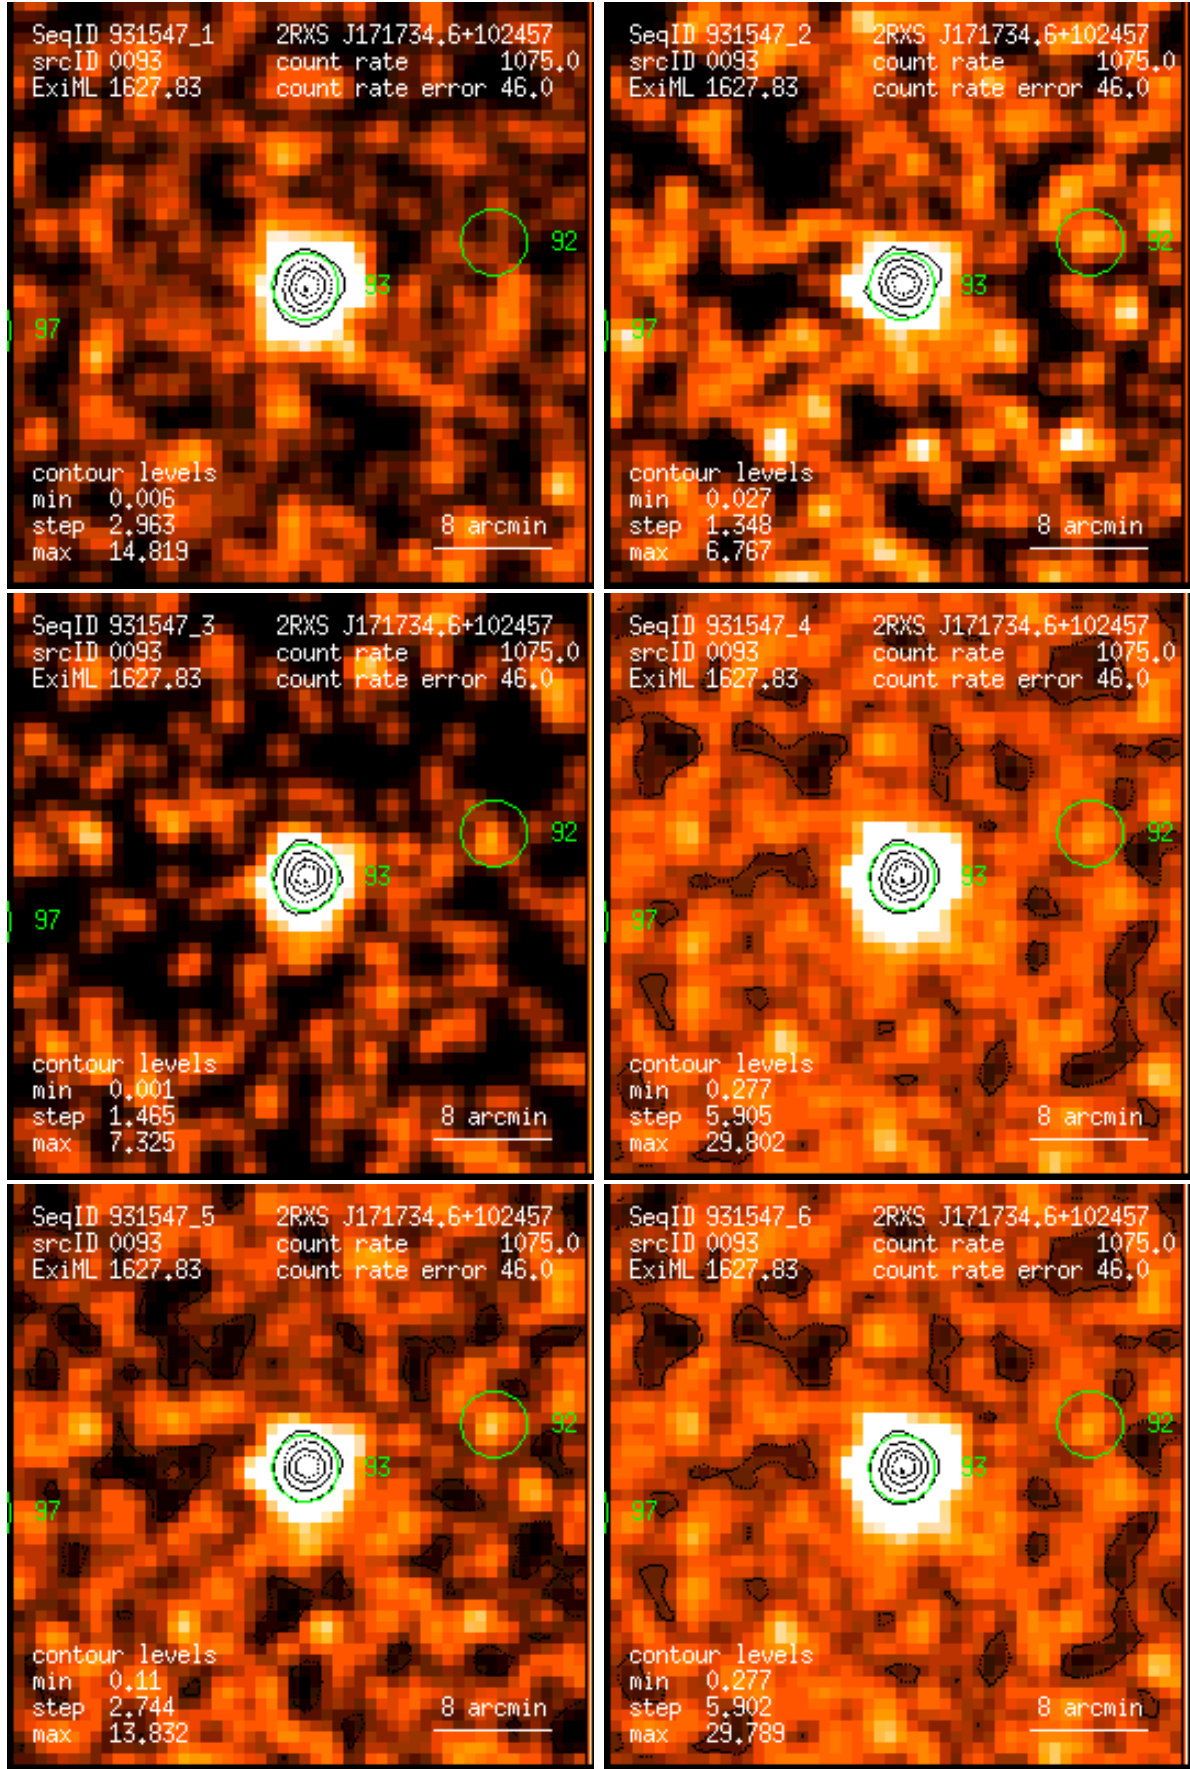 SeqID 931547_1 2RXS J171734.6+102457
srcID 0093 count rate 1075.0
ExiML 1627.83 count rate error 46.0
92
93
97
contour levels
min 0.006
step 2.963 8 arcmin
max 14.819
SeqID 931547_2 2RXS J171734.6+102457
srcID 0093 count rate 1075.0
ExiML 1627.83 count rate error 46.0
92
93
97
contour levels
min 0.027
step 1.348 8 arcmin
max 6.767
SeqID 931547_3 2RXS J171734.6+102457
srcID 0093 count rate 1075.0
ExiML 1627.83 count rate error 46.0
92
93
97
contour levels
min 0.001
step 1.465 8 arcmin
max 7.325
SeqID 931547_4 2RXS J171734.6+102457
srcID 0093 count rate 1075.0
ExiML 1627.83 count rate error 46.0
92
93
97
contour levels
min 0.277
step 5.905 8 arcmin
max 29.802
SeqID 931547_5 2RXS J171734.6+102457
srcID 0093 count rate 1075.0
ExiML 1627.83 count rate error 46.0
92
93
97
contour levels
min 0.11
step 2.744 8 arcmin
max 13.832
SeqID 931547_6 2RXS J171734.6+102457
srcID 0093 count rate 1075.0
ExiML 1627.83 count rate error 46.0
92
93
97
contour levels
min 0.277
step 5.902 8 arcmin
max 29.789